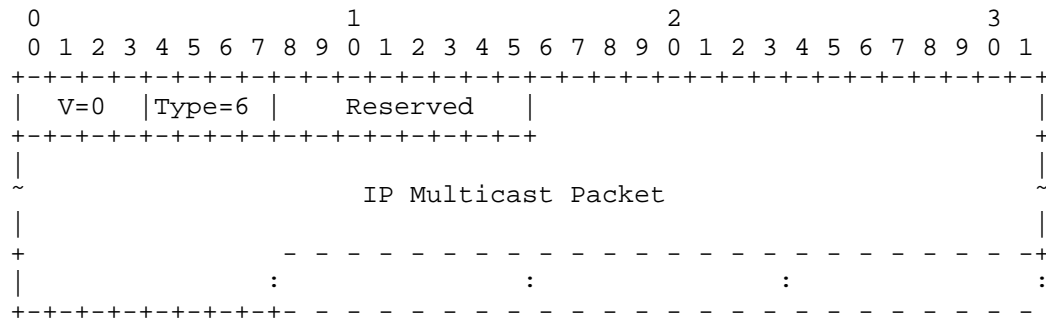 0                   1                   2                   3
 0 1 2 3 4 5 6 7 8 9 0 1 2 3 4 5 6 7 8 9 0 1 2 3 4 5 6 7 8 9 0 1
+-+-+-+-+-+-+-+-+-+-+-+-+-+-+-+-+-+-+-+-+-+-+-+-+-+-+-+-+-+-+-+-+
|  V=0  |Type=6 |    Reserved   |                               |
+-+-+-+-+-+-+-+-+-+-+-+-+-+-+-+-+                               +
|                                                               |
~                     IP Multicast Packet                       ~
|                                                               |
+                - - - - - - - - - - - - - - - - - - - - - - - -+
|               :               :               :               :
+-+-+-+-+-+-+-+-+- - - - - - - - - - - - - - - - - - - - - - - -